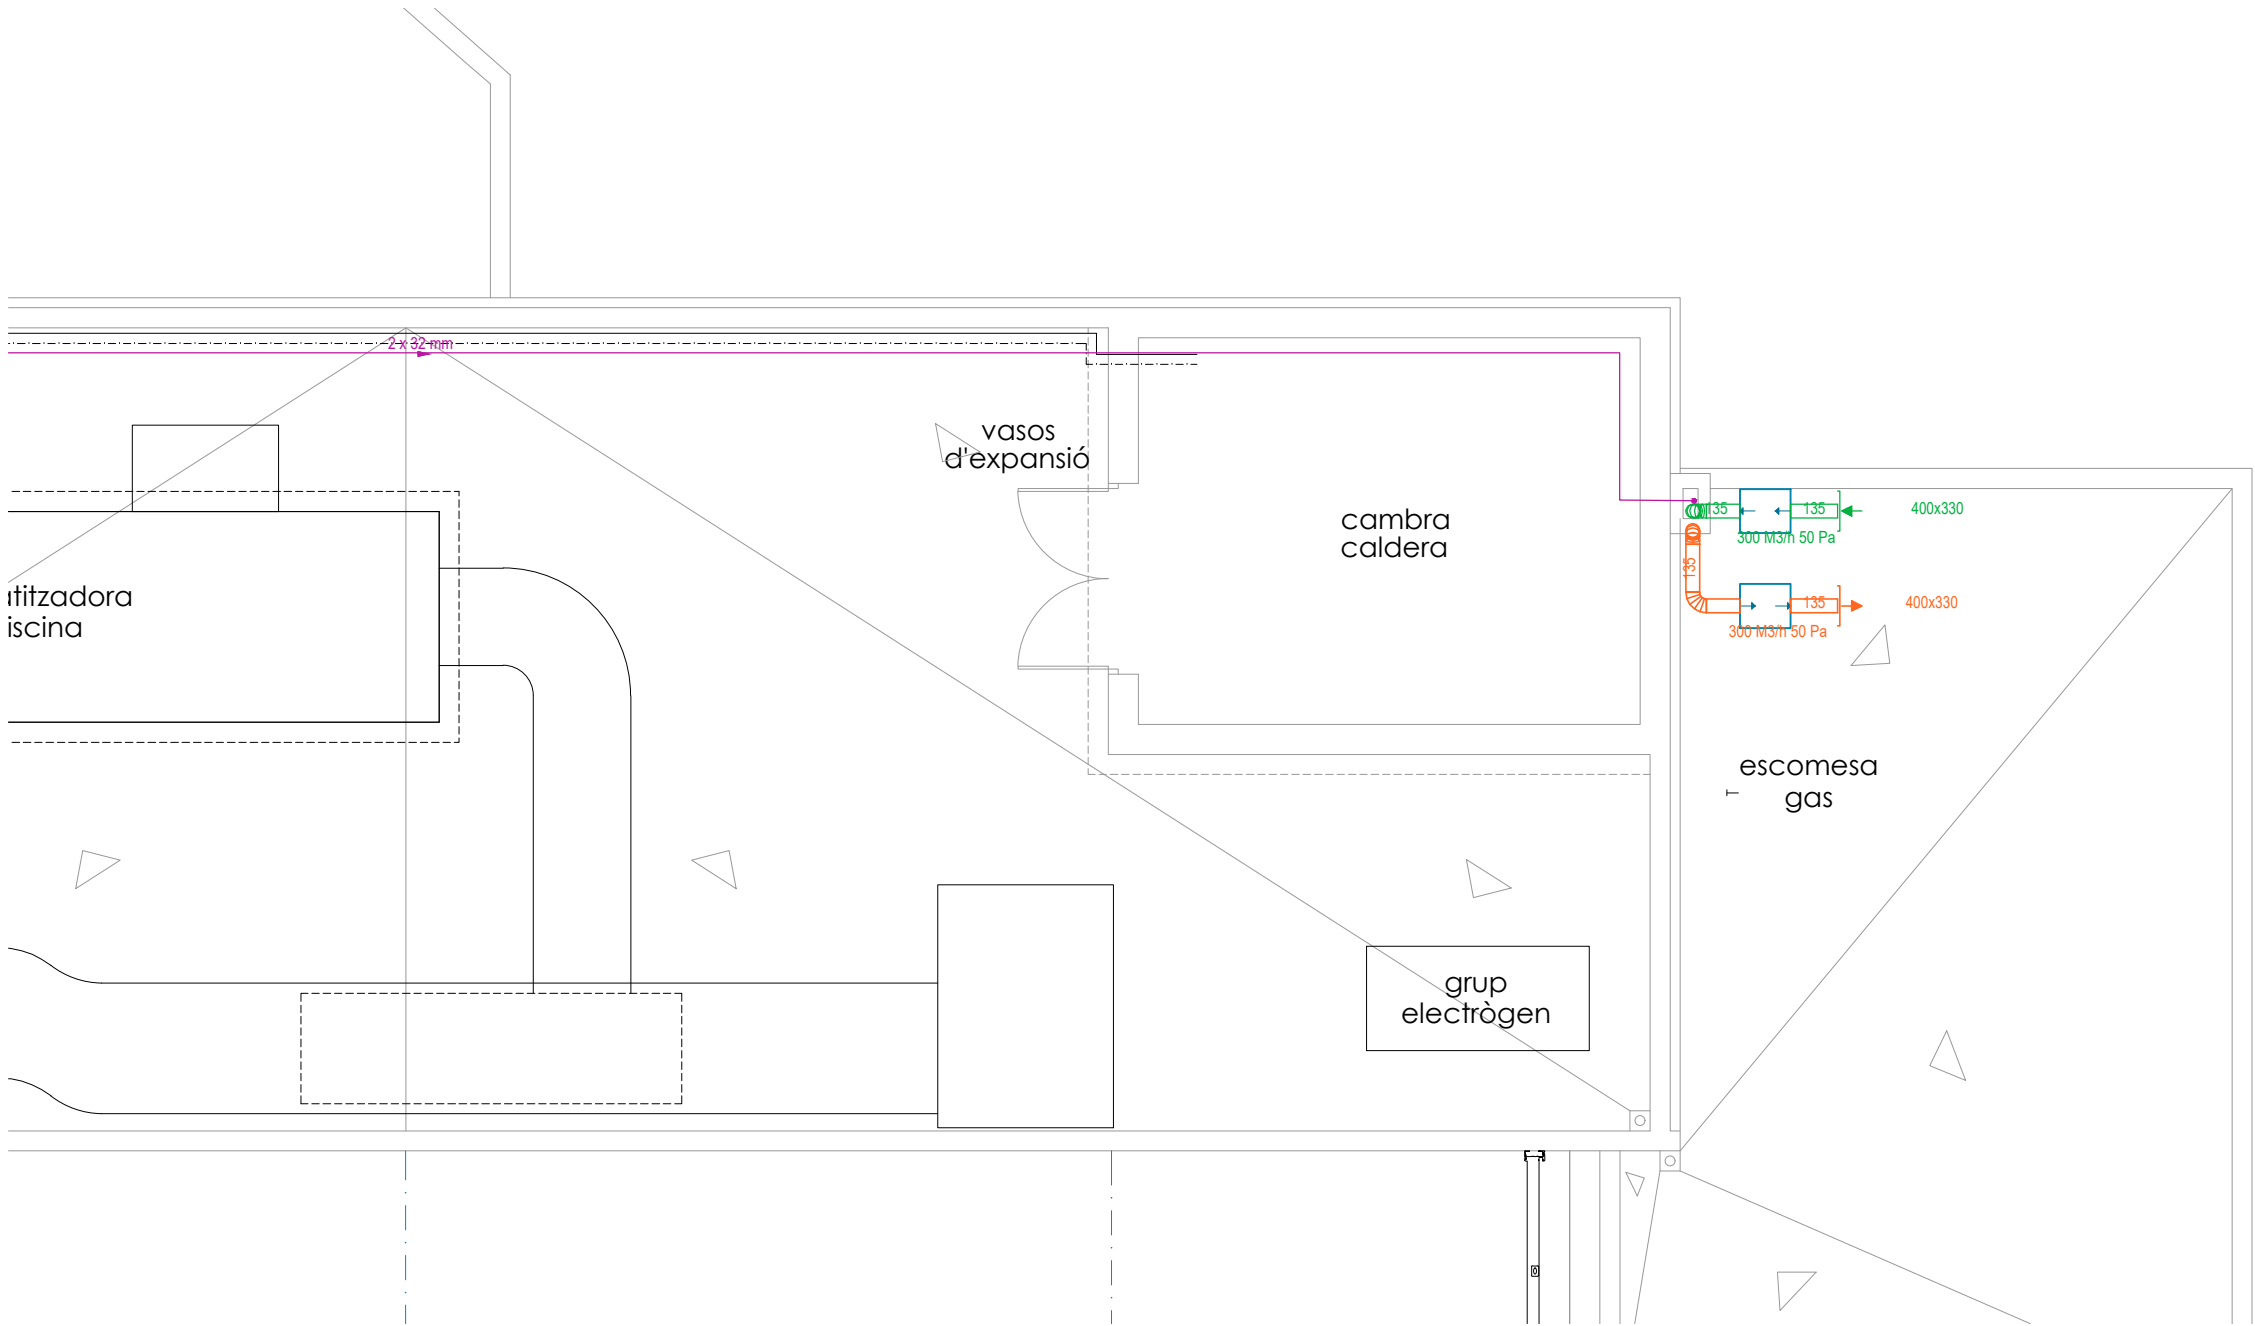 2 x 32 mm
vasos
d'expansió
cambra
caldera
135
135
400x330
300 M3/h 50 Pa
135
135
400x330
300 M3/h 50 Pa
atitzadora
iscina
escomesa
gas
grup
electrògen